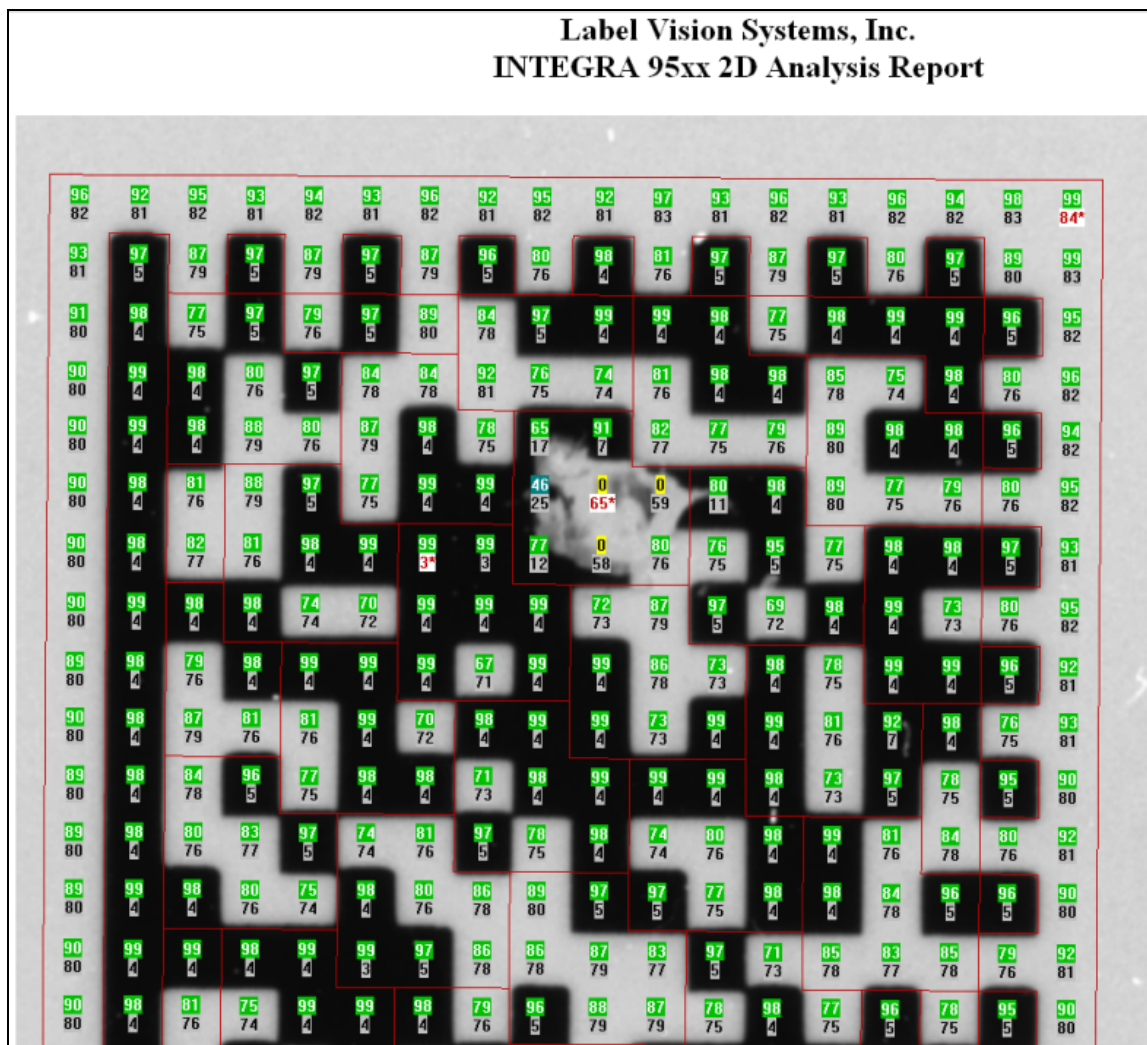 Label Vision Systems, Inc.
INTEGRA 95xx 2D Analysis Report
96 92 95 93 94 93 96 92 95 92 97 93 96 93 96 94 98 99
82 81 82 81 82 81 82 81 82 81 83 81 82 81 82 82 83 84*
93 97 87 97 87 97 87 96 80 98 81 97 87 97 80 97 89 99
81 5 79 5 79 5 79 5 76 4 76 5 79 5 76 5 80 83
91 98 77 97 79 97 89 84 97 99 99 98 77 98 99 99 96 95
80 4 75 5 76 5 80 78 5 4 4 4 75 4 4 4 5 82
90 99 98 80 97 84 84 92 76 74 81 98 98 85 75 98 80 96
80 4 4 76 5 78 78 81 75 74 76 4 4 78 74 4 76 82
90 99 98 88 80 87 98 78 65 91 82 77 79 89 98 98 96 94
80 4 4 79 76 79 4 75 17 7 77 75 76 80 4 4 5 82
90 99 81 88 97 77 99 99 46 0 0 80 98 89 77 79 80 95
80 4 76 79 5 75 4 4 25 65* 59 11 4 80 75 76 76 82
90 98 82 81 98 99 99 99 77 0 80 76 95 77 98 98 97 93
80 4 77 76 4 4 3* 3 12 58 76 75 5 75 4 4 5 81
90 99 98 98 74 70 99 99 99 72 87 97 69 98 99 73 80 95
80 4 4 4 74 72 4 4 4 73 79 5 72 4 4 73 76 82
89 98 79 98 99 99 99 67 99 99 86 73 98 78 99 99 96 92
80 4 76 4 4 4 4 71 4 4 78 73 4 75 4 4 5 81
90 98 87 81 81 99 70 98 99 99 73 99 99 81 92 98 76 93
80 4 79 76 76 4 72 4 4 4 73 4 4 76 7 4 75 81
89 98 84 96 77 98 98 71 98 99 99 99 98 73 97 78 95 90
80 4 78 5 75 4 4 73 4 4 4 4 4 73 5 75 5 80
89 98 80 83 97 74 81 97 78 98 74 80 98 99 81 84 80 92
80 4 76 77 5 74 76 5 75 4 74 76 4 4 76 78 76 81
89 99 98 80 75 98 80 86 89 97 97 77 98 98 84 96 96 90
80 4 4 76 74 4 76 78 80 5 5 75 4 4 78 5 5 80
90 99 99 98 99 99 97 86 86 87 83 97 71 85 83 85 79 92
80 4 4 4 4 3 5 78 78 79 77 5 73 78 77 78 76 81
90 98 81 75 99 99 98 79 96 88 87 78 98 77 96 78 95 90
80 4 76 74 4 4 4 76 5 79 79 75 4 75 5 75 5 80